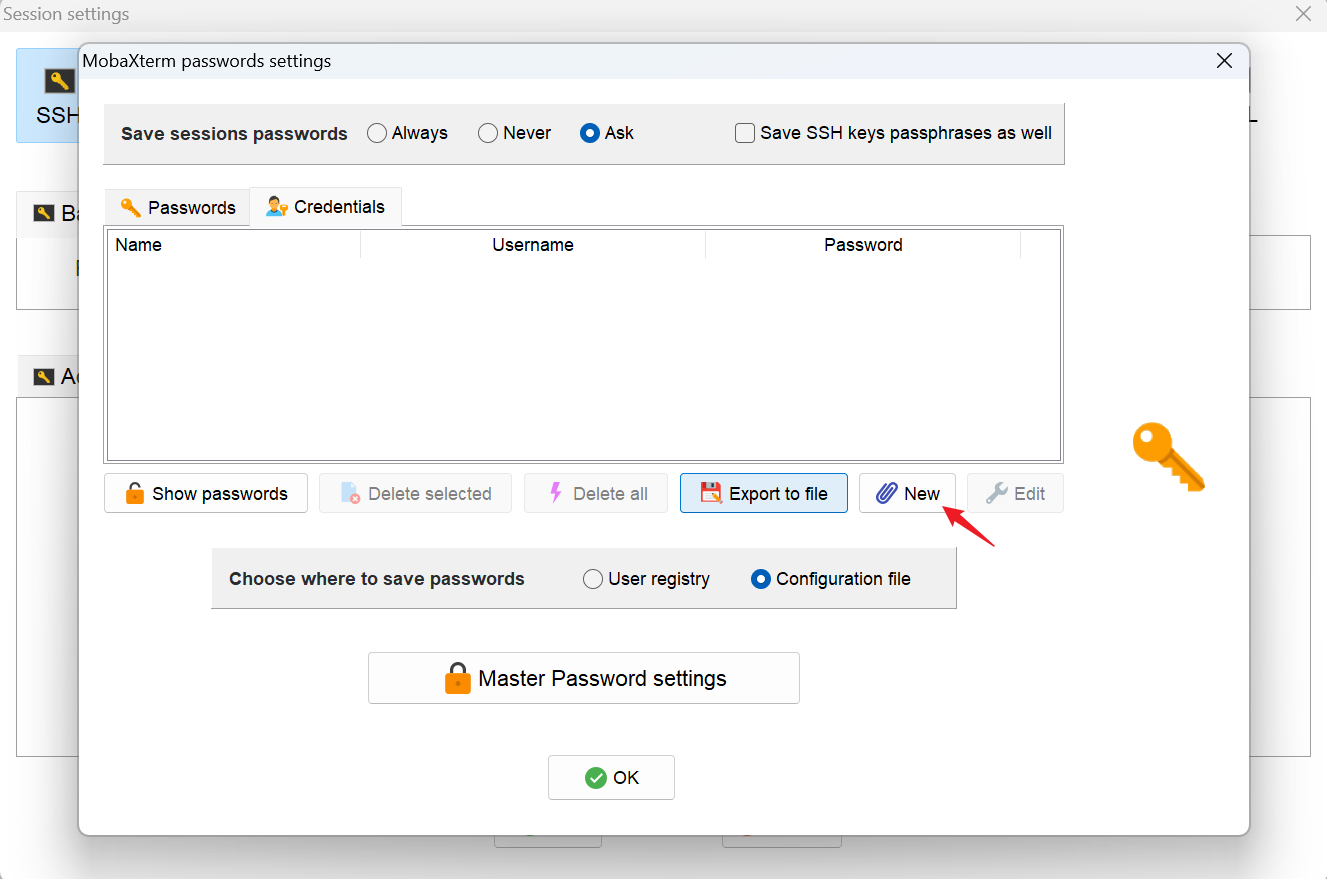 Session settings
MobaXterm passwords settings
SSH
Save sessions passwords Always Never Ask Save SSH keys passphrases as well
Passwords Credentials
Name Username Password
Show passwords Delete selected Delete all Export to file New Edit
Choose where to save passwords User registry Configuration file
Master Password settings
OK